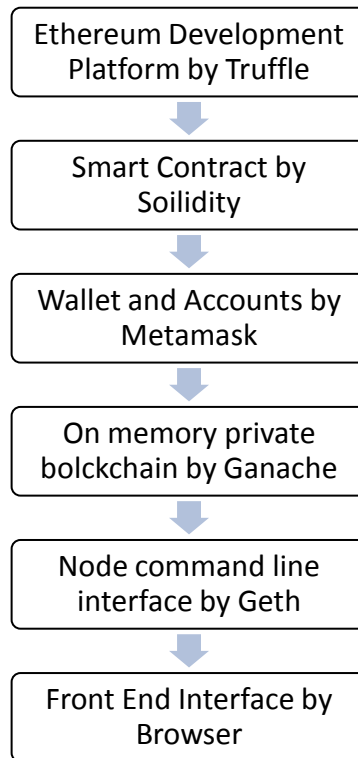 Ethereum Development
Platform by Truffle
Smart Contract by
Soilidity
Wallet and Accounts by
Metamask
On memory private
bolckchain by Ganache
Node command line
interface by Geth
Front End Interface by
Browser